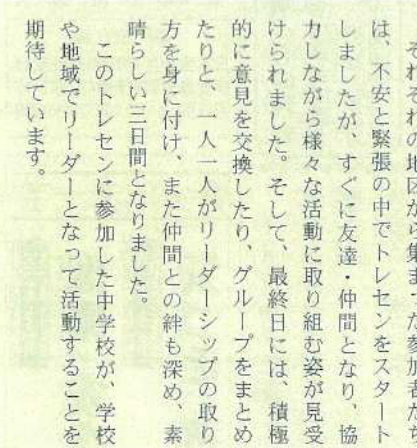 それぞれの地区から集まった参加者たち
は、不安と緊張の中でトレセンをスタート
しましたが、すぐに友達・仲間となり、協
力しながら様々な活動に取り組む姿が見受
けられました。そして、最終日には、積極
的に意見を交換したり、グループをまとめ
たりと、一人一人がリーダーシップの取り
方を身に付け、また仲間との絆も深め、素
晴らしい三日間となりました。
このトレセンに参加した中学校が、学校
や地域でリーダーとなって活動することを
期待しています。